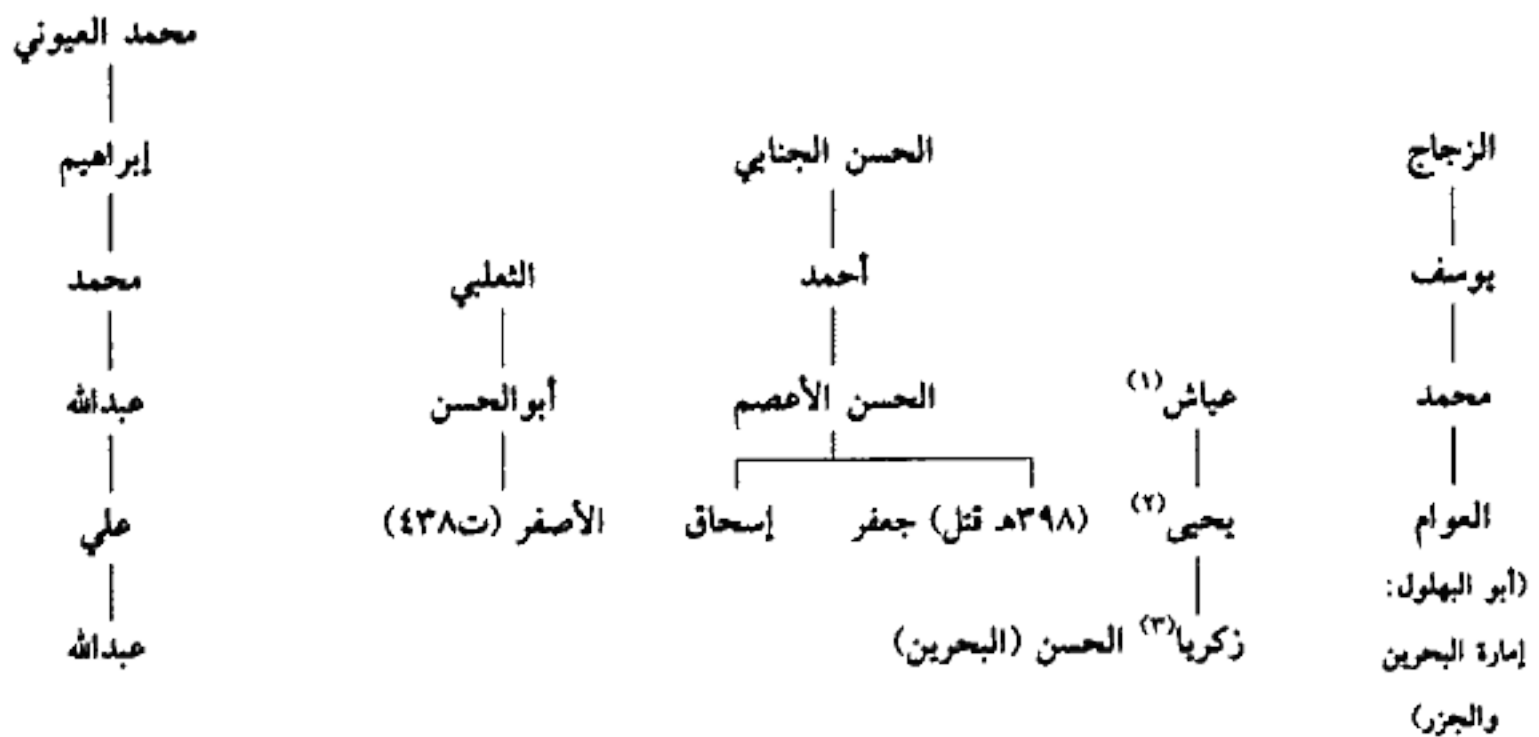 محمد العيوني
الزجاج
الحسن الجنابي
إبراهيم
يوسف
أحمد
الثعلبي
محمد
محمد
عياش (١)
الحسن الأعصم
أبوالحسن
عبدالله
العوام
يحيى (٢)
(٣٩٨هـ قتل) جعفر
إسحاق
الأصفر (ت٤٣٨)
علي
(أبو البهلول:
إمارة البحرين
والجزر)
زكريا (٣) الحسن (البحرين)
عبدالله